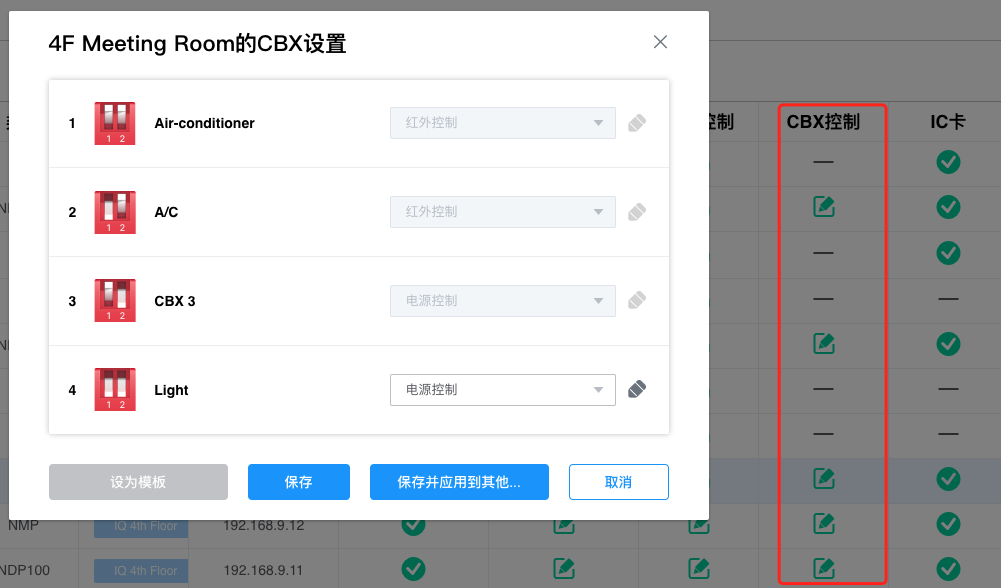 4F Meeting Room的CBX设置
控制
CBX控制
IC卡
1
1 2
Air-conditioner
红外控制
2
1 2
A/C
红外控制
3
1 2
CBX 3
电源控制
4
1 2
Light
电源控制
设为模板
保存
保存并应用到其他...
取消
NMP
IQ 4th Floor
192.168.9.12
NDP100
IQ 4th Floor
192.168.9.11